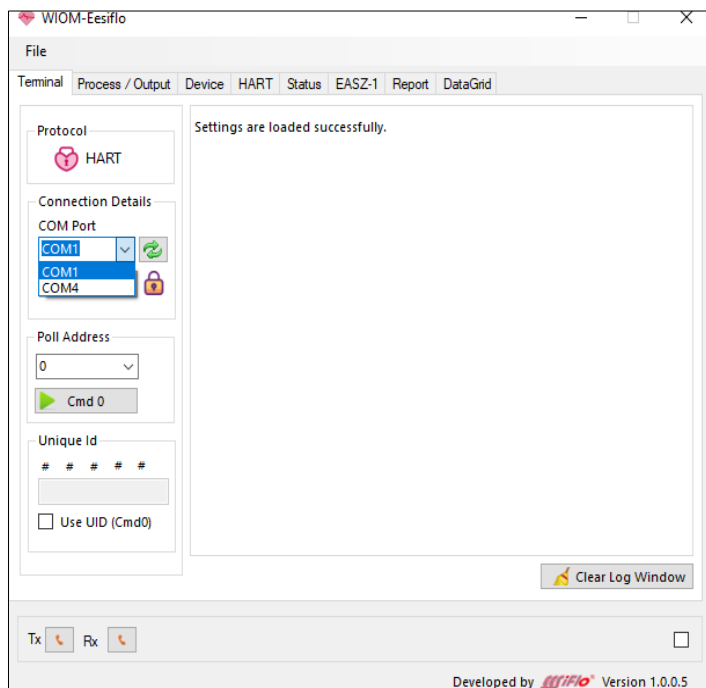 WIOM-Eesiflo
File
Terminal Process / Output Device HART Status EASZ-1 Report DataGrid
Protocol
HART
Connection Details
COM Port
COM1
COM1
COM4
Poll Address
0
Cmd 0
Unique Id
# # # # #
Use UID (Cmd0)
Settings are loaded successfully.
Clear Log Window
Tx Rx
Developed by eesiflo® Version 1.0.0.5